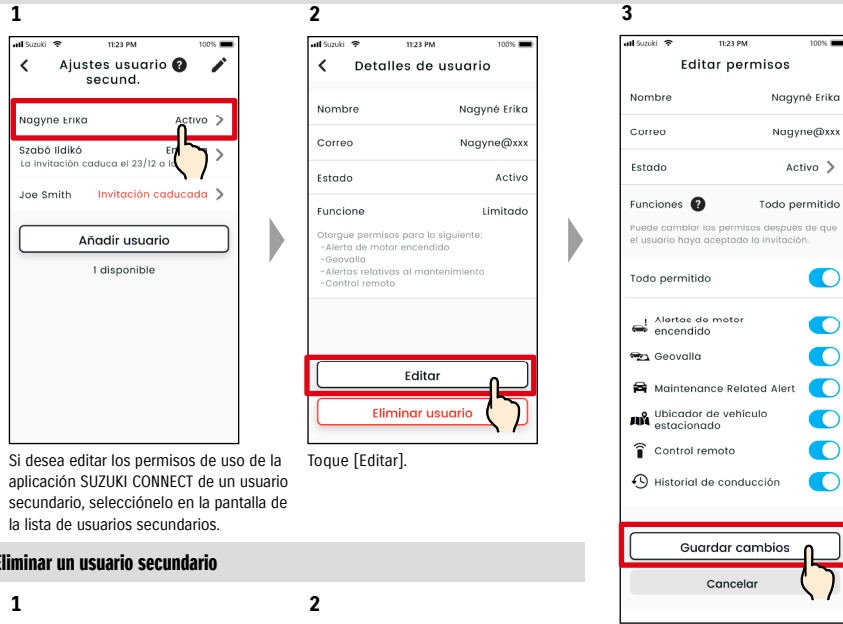 1
Suzuki 11:23 PM 100%
Ajustes usuario ?
secund.
Nagyné Erika Activo
Szabó Ildikó
La invitación caduca el 23/12 a
Joe Smith Invitación caducada
Añadir usuario
1 disponible
Si desea editar los permisos de uso de la
aplicación SUZUKI CONNECT de un usuario
secundario, selecciónelo en la pantalla de
la lista de usuarios secundarios.
2
Suzuki 11:23 PM 100%
Detalles de usuario
Nombre Nagyné Erika
Correo Nagyne@xxx
Estado Activo
Funcione Limitado
Otorgue permisos para lo siguiente:
-Alerta de motor encendido
-Geovalla
-Alertas relativas al mantenimiento
-Control remoto
Editar
Eliminar usuario
Toque [Editar].
3
Suzuki 11:23 PM 100%
Editar permisos
Nombre Nagyné Erika
Correo Nagyne@xxx
Estado Activo
Funciones ? Todo permitido
Puede cambiar los permisos después de que
el usuario haya aceptado la invitación.
Todo permitido
Alertas de motor
encendido
Geovalla
Maintenance Related Alert
Ubicador de vehículo
estacionado
Control remoto
Historial de conducción
Guardar cambios
Cancelar
Eliminar un usuario secundario
1
2